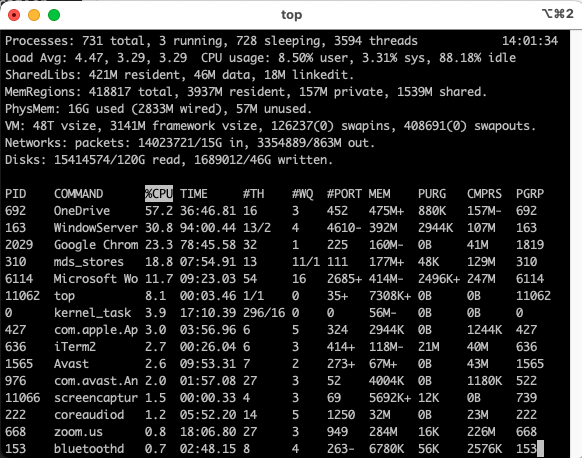 top ⌥⌘2
Processes: 731 total, 3 running, 728 sleeping, 3594 threads 14:01:34
Load Avg: 4.47, 3.29, 3.29 CPU usage: 8.50% user, 3.31% sys, 88.18% idle
SharedLibs: 421M resident, 46M data, 18M linkedit.
MemRegions: 418817 total, 3937M resident, 157M private, 1539M shared.
PhysMem: 16G used (2833M wired), 57M unused.
VM: 48T vsize, 3141M framework vsize, 126237(0) swapins, 408691(0) swapouts.
Networks: packets: 14023721/15G in, 3354889/863M out.
Disks: 15414574/120G read, 1689012/46G written.
PID COMMAND %CPU TIME #TH #WQ #PORT MEM PURG CMPRS PGRP
692 OneDrive 57.2 36:46.81 16 3 452 475M+ 880K 157M- 692
163 WindowServer 30.8 94:00.44 13/2 4 4610- 392M 2944K 107M 163
2029 Google Chrom 23.3 78:45.58 32 1 225 160M- 0B 41M 1819
310 mds_stores 18.8 07:54.91 13 11/1 111 177M+ 48K 129M 310
6114 Microsoft Wo 11.7 09:23.03 54 16 2685+ 414M- 2496K+ 247M 6114
11062 top 8.1 00:03.46 1/1 0 35+ 7308K+ 0B 0B 11062
0 kernel_task 3.9 17:10.39 296/16 0 0 56M- 0B 0B 0
427 com.apple.Ap 3.0 03:56.96 6 5 324 2944K 0B 1244K 427
636 iTerm2 2.7 00:26.04 6 3 414+ 118M- 21M 40M 636
1565 Avast 2.6 09:53.31 7 2 273+ 67M+ 0B 43M 1565
976 com.avast.An 2.0 01:57.08 27 3 52 4004K 0B 1180K 522
11066 screencaptur 1.5 00:00.33 4 3 69 5692K+ 12K 0B 739
222 coreaudiod 1.2 05:52.20 14 5 1250 32M 0B 23M 222
668 zoom.us 0.8 18:06.80 27 3 949 284M 16K 226M 668
153 bluetoothd 0.7 02:48.15 8 4 263- 6780K 56K 2576K 153